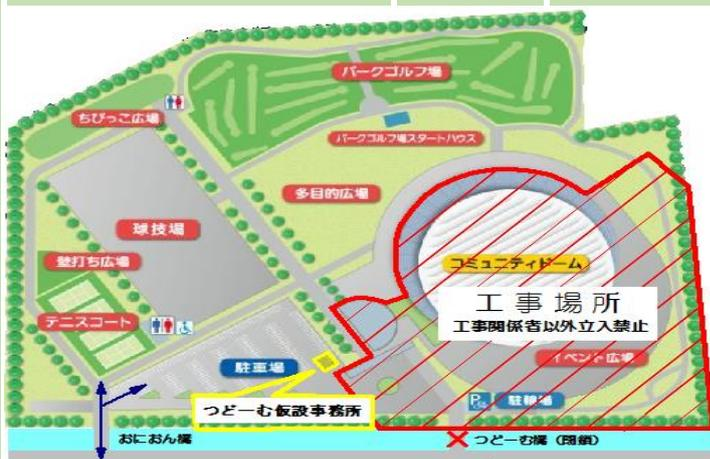 パークゴルフ場
ちびっこ広場
パークゴルフ場スタートハウス
多目的広場
球技場
壁打ち広場
コミュニティドーム
工事場所
工事関係者以外立入禁止
テニスコート
イベント広場
駐車場
つどーむ仮設事務所
P
駐輪場
おにおん橋
つどーむ橋（閉鎖）